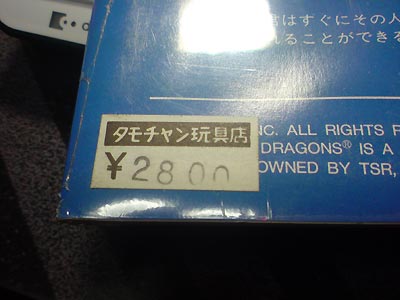 はすぐにその人
ることができる
NC. ALL RIGHTS R
DRAGONS® IS A
OWNED BY TSR,
タモチャン玩具店
¥2800